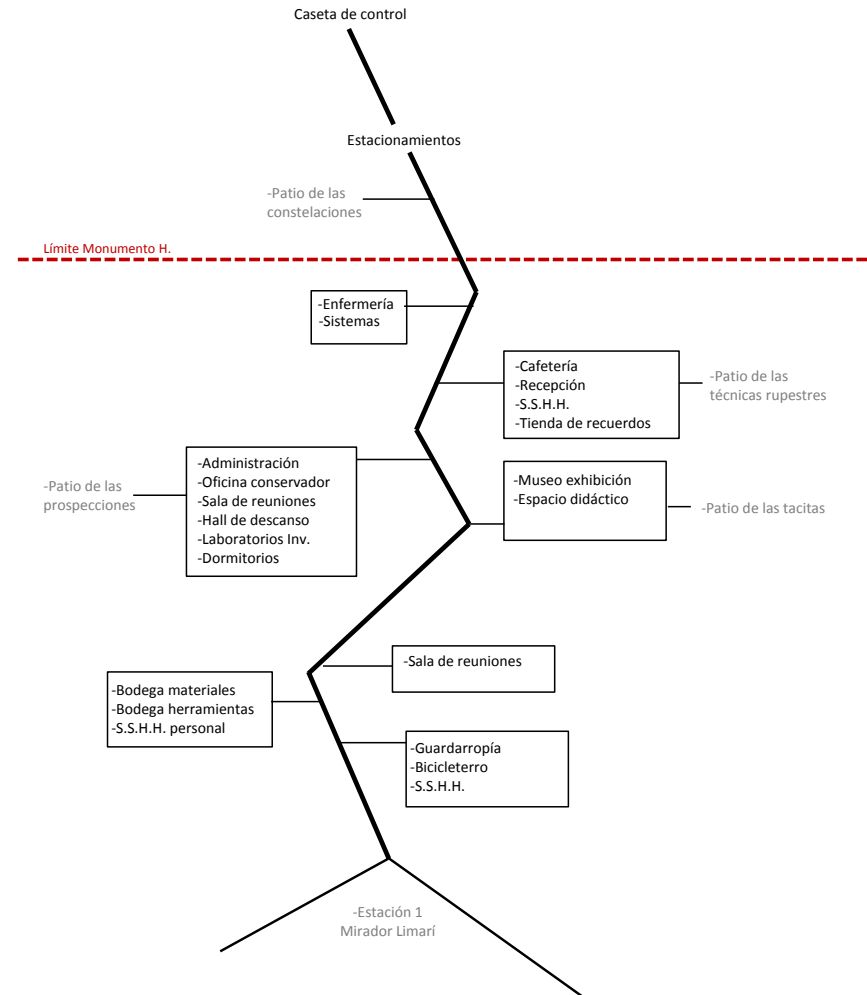 Caseta de control
Estacionamientos
-Patio de las
constelaciones
Límite Monumento H.
-Enfermería
-Sistemas
-Cafetería
-Recepción
-S.S.H.H.
-Tienda de recuerdos
-Patio de las
técnicas rupestres
-Patio de las
prospecciones
-Administración
-Oficina conservador
-Sala de reuniones
-Hall de descanso
-Laboratorios Inv.
-Dormitorios
-Museo exhibición
-Espacio didáctico
-Patio de las tacitas
-Sala de reuniones
-Bodega materiales
-Bodega herramientas
-S.S.H.H. personal
-Guardarropía
-Bicicleterro
-S.S.H.H.
-Estación 1
Mirador Limarí